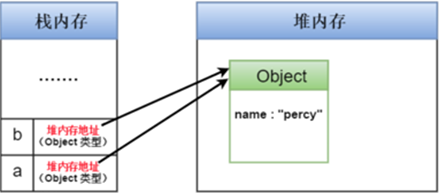 栈内存
.......
b
堆内存地址
（Object 类型）
a
堆内存地址
（Object 类型）
堆内存
Object
name : "percy"